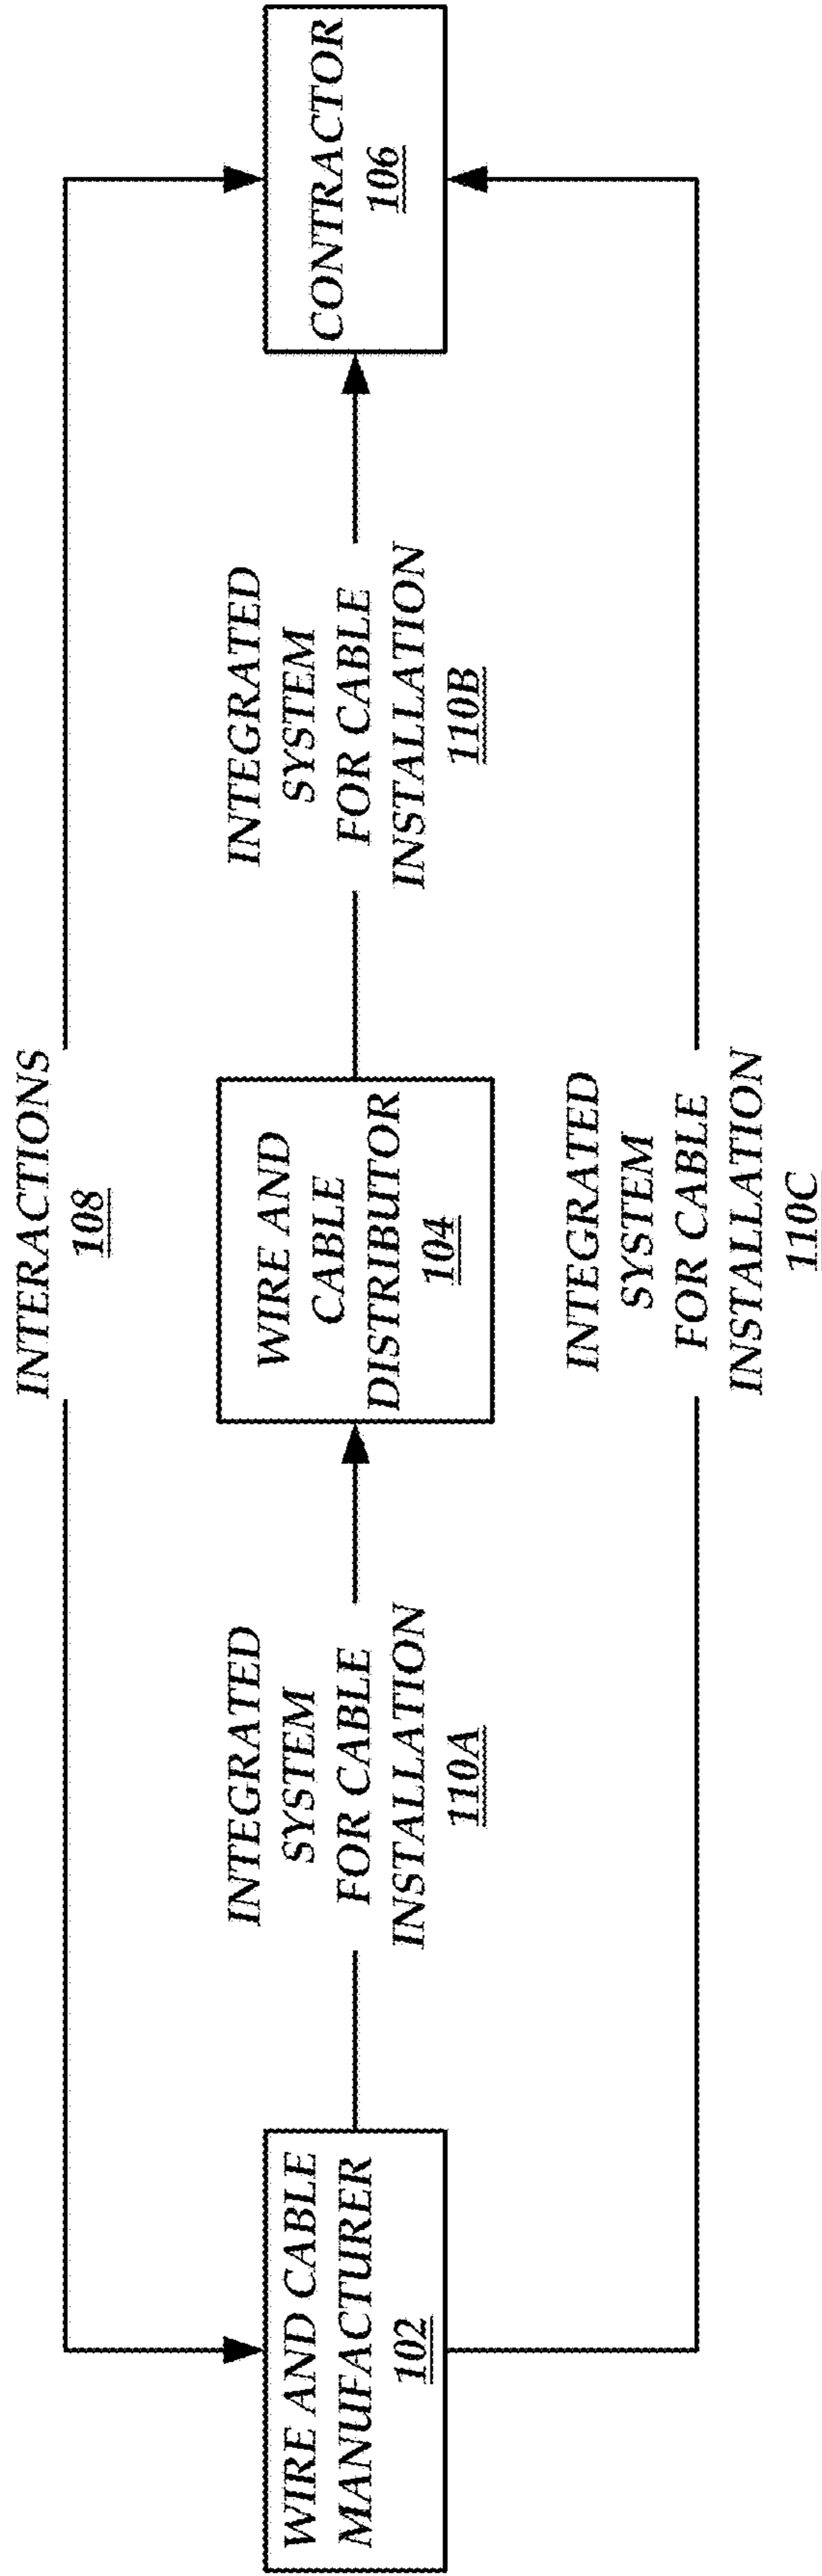 INTERACTIONS
108
WIRE AND CABLE
MANUFACTURER
102
INTEGRATED
SYSTEM
FOR CABLE
INSTALLATION
110A
WIRE AND
CABLE
DISTRIBUTOR
104
INTEGRATED
SYSTEM
FOR CABLE
INSTALLATION
110B
CONTRACTOR
106
INTEGRATED
SYSTEM
FOR CABLE
INSTALLATION
110C